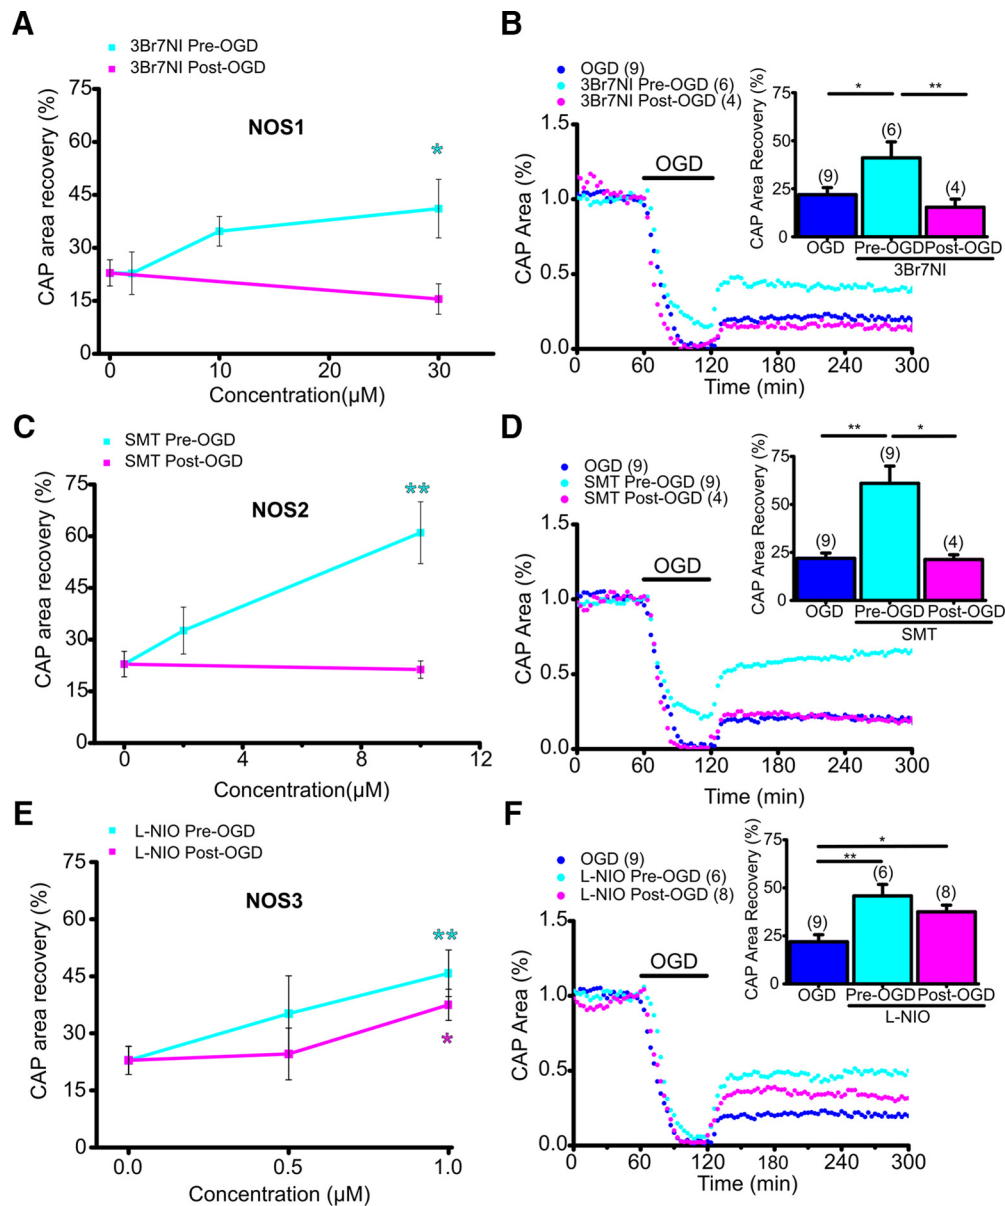 A
3Br7NI Pre-OGD
3Br7NI Post-OGD
NOS1
*
CAP area recovery (%)
75
60
45
30
15
0
0 10 20 30
Concentration(µM)
B
OGD (9)
3Br7NI Pre-OGD (6)
3Br7NI Post-OGD (4)
OGD
CAP Area (%)
1.5
1.0
0.5
0.0
0 60 120 180 240 300
Time (min)
CAP Area Recovery (%)
75
50
25
0
* **
(9) (6) (4)
OGD Pre-OGD Post-OGD
3Br7NI
C
SMT Pre-OGD
SMT Post-OGD
NOS2
**
CAP area recovery (%)
75
60
45
30
15
0
0 4 8 12
Concentration(µM)
D
OGD (9)
SMT Pre-OGD (9)
SMT Post-OGD (4)
OGD
CAP Area (%)
1.5
1.0
0.5
0.0
0 60 120 180 240 300
Time (min)
CAP Area Recovery (%)
75
50
25
0
** *
(9) (9) (4)
OGD Pre-OGD Post-OGD
SMT
E
L-NIO Pre-OGD
L-NIO Post-OGD
NOS3
**
*
CAP area recovery (%)
75
60
45
30
15
0
0.0 0.5 1.0
Concentration (µM)
F
OGD (9)
L-NIO Pre-OGD (6)
L-NIO Post-OGD (8)
OGD
CAP Area (%)
1.5
1.0
0.5
0.0
0 60 120 180 240 300
Time (min)
CAP Area Recovery (%)
75
50
25
0
*
**
(9) (6) (8)
OGD Pre-OGD Post-OGD
L-NIO